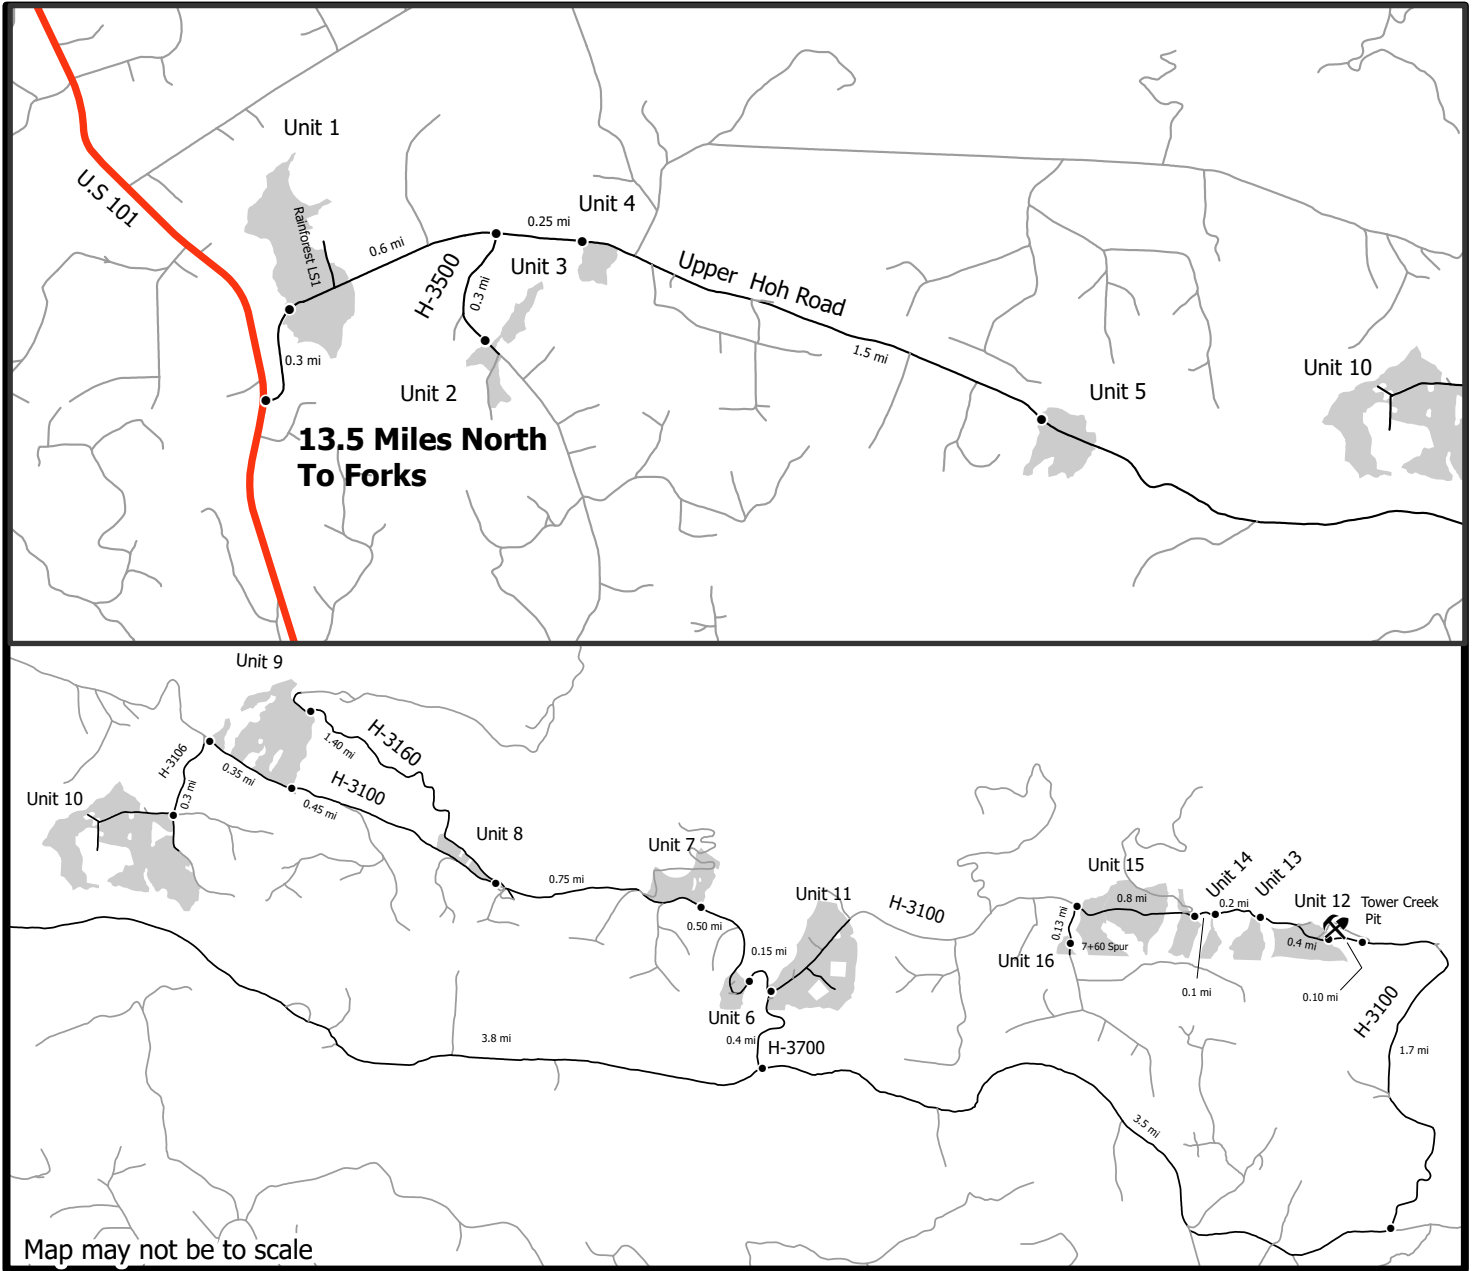 Unit 1
U.S 101
Rainforest LS1
0.6 mi
0.3 mi
H-3500
0.3 mi
0.25 mi
Unit 4
Unit 3
Unit 2
Upper Hoh Road
1.5 mi
Unit 5
Unit 10
13.5 Miles North
To Forks
Unit 9
H-3106
0.3 mi
0.35 mi
1.40 mi
H-3160
H-3100
0.45 mi
Unit 10
Unit 8
0.75 mi
Unit 7
0.50 mi
0.15 mi
Unit 11
Unit 6
0.4 mi
H-3700
3.8 mi
H-3100
Unit 15
0.8 mi
0.13 mi
7+60 Spur
Unit 16
Unit 14
0.2 mi
Unit 13
0.1 mi
Unit 12
0.4 mi
Tower Creek
Pit
0.10 mi
H-3100
1.7 mi
3.5 mi
Map may not be to scale